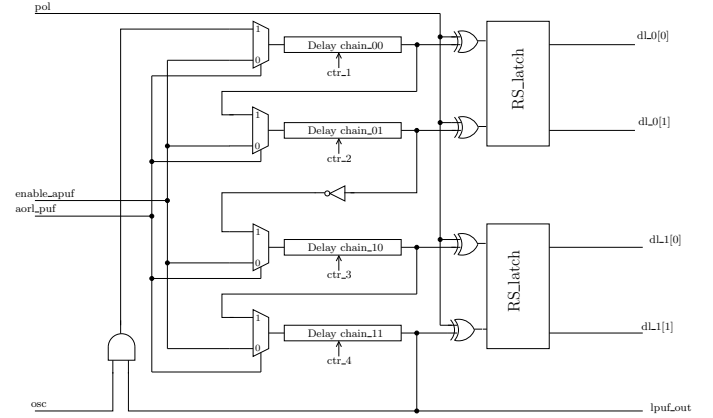 pol
1
0
Delay chain_00
ctr_1
RS_latch
dl_0[0]
1
0
Delay chain_01
ctr_2
dl_0[1]
enable_apuf
aorl_puf
1
0
Delay chain_10
ctr_3
RS_latch
dl_1[0]
1
0
Delay chain_11
ctr_4
dl_1[1]
osc
lpuf_out